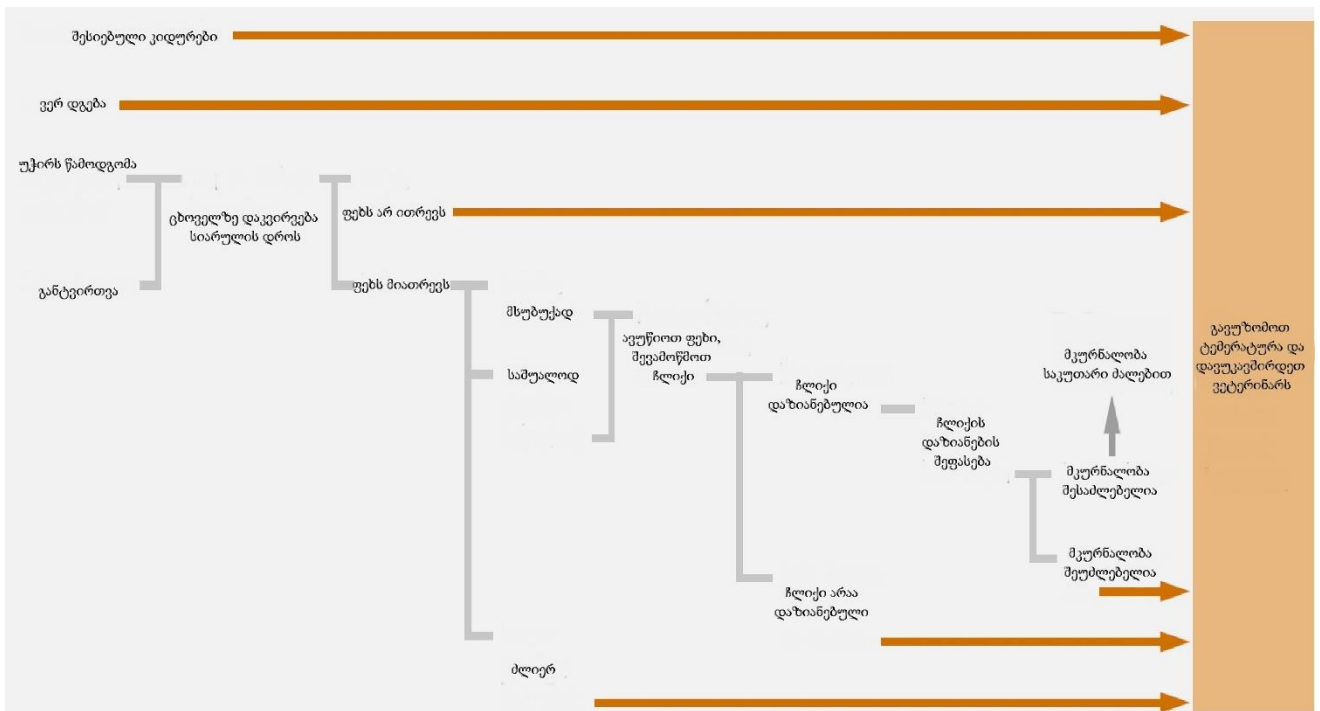 შესიებული კიდურები
ვერ დგება
უჭირს წამოდგომა
განტვირთვა
ცხოველზე დაკვირვება
სიარულის დროს
ფეხს არ ითრევს
ფეხს მიათრევს
მსუბუქად
საშუალოდ
ძლიერ
ავუწიოთ ფეხი,
შევამოწმოთ
ჩლიქი
ჩლიქი
დაზიანებულია
ჩლიქი არაა
დაზიანებული
ჩლიქის
დაზიანების
შეფასება
მკურნალობა
საკუთარი ძალებით
მკურნალობა
შესაძლებელია
მკურნალობა
შეუძლებელია
გავუზომოთ
ტემერატურა და
დავუკავშირდეთ
ვეტერინარს